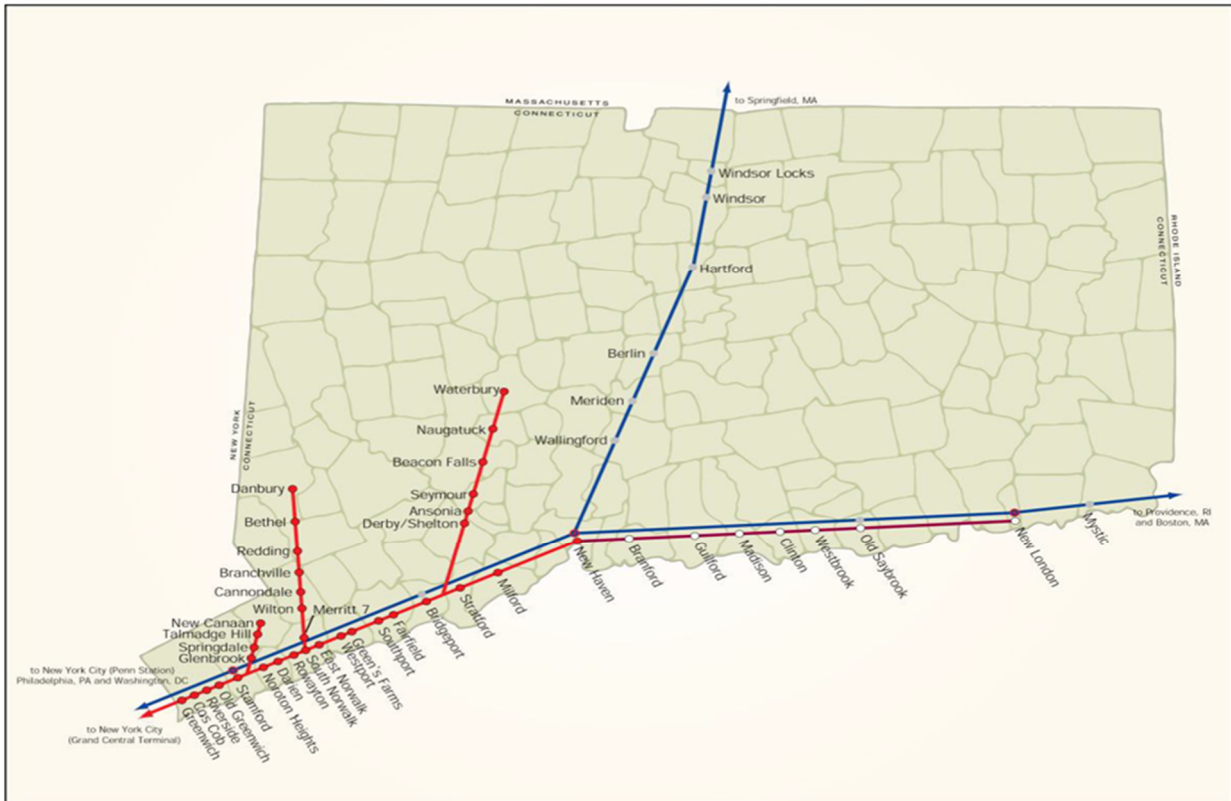 MASSACHUSETTS
CONNECTICUT
to Springfield, MA
Windsor Locks
Windsor
Hartford
RHODE ISLAND
CONNECTICUT
Berlin
Meriden
Wallingford
Waterbury
Naugatuck
Beacon Falls
Seymour
Ansonia
Derby/Shelton
NEW YORK
CONNECTICUT
Danbury
Bethel
Redding
Branchville
Cannondale
Wilton
Merritt 7
New Canaan
Talmadge Hill
Springdale
Glenbrook
to New York City (Penn Station)
Philadelphia, PA and Washington, DC
to New York City
(Grand Central Terminal)
Greenwich
Cos Cob
Riverside
Old Greenwich
Stamford
Noroton Heights
Darien
Rowayton
South Norwalk
East Norwalk
Westport
Green's Farms
Southport
Fairfield
Bridgeport
Stratford
Milford
New Haven
Branford
Guilford
Madison
Clinton
Westbrook
Old Saybrook
New London
Mystic
to Providence, RI
and Boston, MA